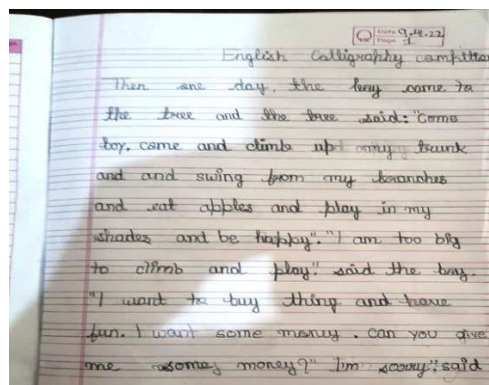 Date 9.4.22
Page 1
English Calligraphy compitition
Then one day, the boy came to
the tree and the tree said: "Come
boy, come and climb up my trunk
and and swing from my branches
and eat apples and play in my
shades and be happy". "I am too big
to climb and play." said the boy.
"I want to buy thing and have
fun. I want some money. Can you give
me some money?" I'm sorry", said